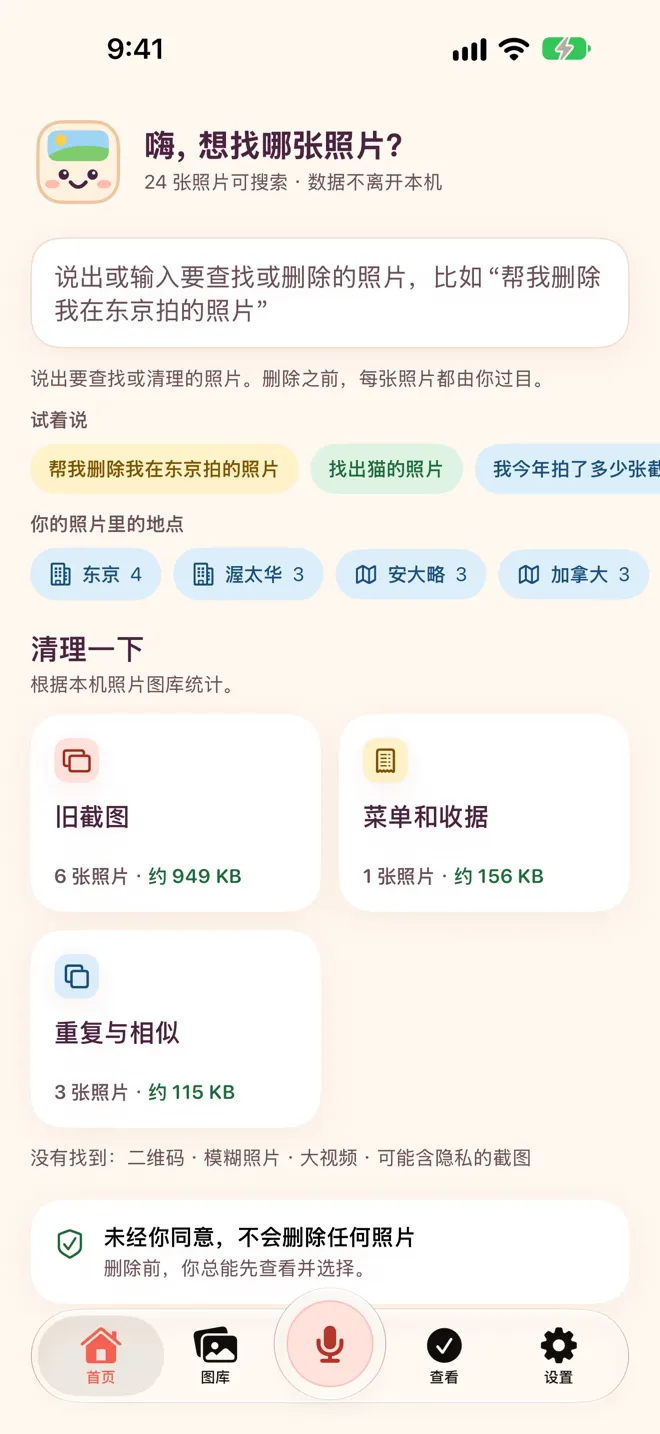 9:41
嗨，想找哪张照片？
24 张照片可搜索 · 数据不离开本机
说出或输入要查找或删除的照片，比如 “帮我删除
我在东京拍的照片”
说出要查找或清理的照片。删除之前，每张照片都由你过目。
试着说
帮我删除我在东京拍的照片 找出猫的照片 我今年拍了多少张截
你的照片里的地点
东京 4 渥太华 3 安大略 3 加拿大 3
清理一下
根据本机照片图库统计。
旧截图
6 张照片 · 约 949 KB
菜单和收据
1 张照片 · 约 156 KB
重复与相似
3 张照片 · 约 115 KB
没有找到：二维码 · 模糊照片 · 大视频 · 可能含隐私的截图
未经你同意，不会删除任何照片
删除前，你总能先查看并选择。
首页 图库 查看 设置